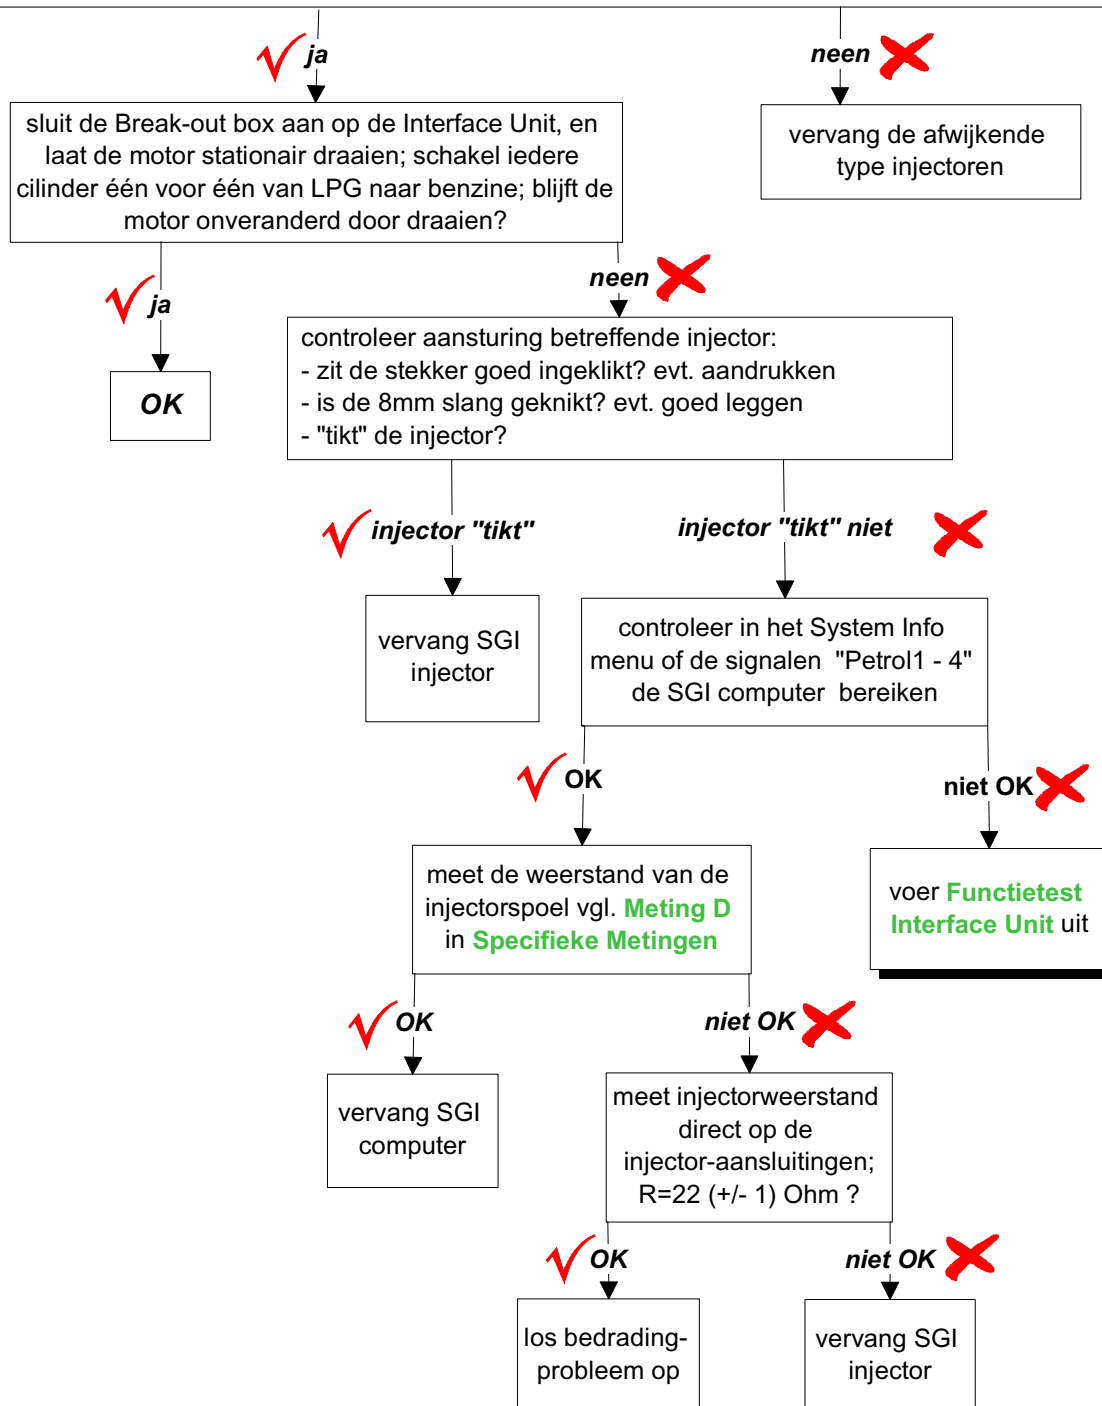 ja
neen
sluit de Break-out box aan op de Interface Unit, en
laat de motor stationair draaien; schakel iedere
cilinder één voor één van LPG naar benzine; blijft de
motor onveranderd door draaien?
vervang de afwijkende
type injectoren
ja
neen
OK
controleer aansturing betreffende injector:
- zit de stekker goed ingeklikt? evt. aandrukken
- is de 8mm slang geknikt? evt. goed leggen
- "tikt" de injector?
injector "tikt"
injector "tikt" niet
vervang SGI
injector
controleer in het System Info
menu of de signalen "Petrol1 - 4"
de SGI computer bereiken
OK
niet OK
meet de weerstand van de
injectorspoel vgl. Meting D
in Specifieke Metingen
voer Functietest
Interface Unit uit
OK
niet OK
vervang SGI
computer
meet injectorweerstand
direct op de
injector-aansluitingen;
R=22 (+/- 1) Ohm ?
OK
niet OK
los bedrading-
probleem op
vervang SGI
injector